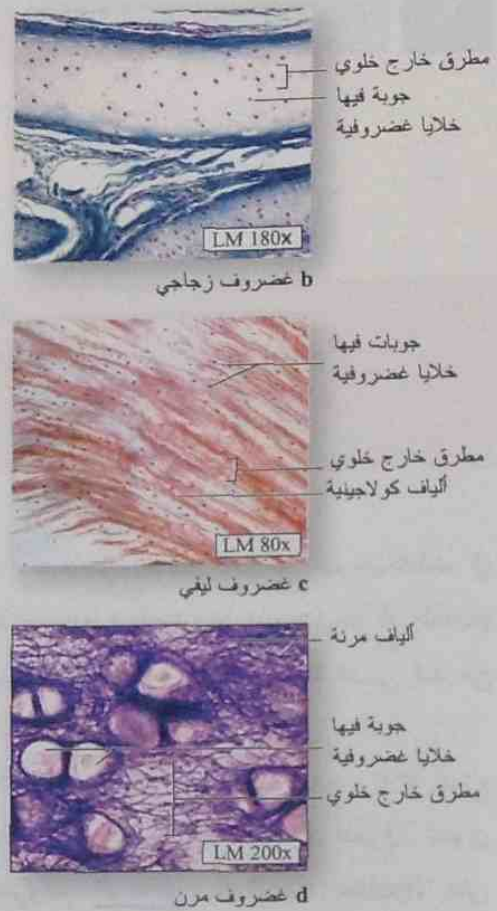 مطرق خارج خلوي
جوبة فيها
خلايا غضروفية
LM 180x
b غضروف زجاجي
جوبات فيها
خلايا غضروفية
مطرق خارج خلوي
ألياف كولاجينية
LM 80x
c غضروف ليفي
ألياف مرنة
جوبة فيها
خلايا غضروفية
مطرق خارج خلوي
LM 200x
d غضروف مرن